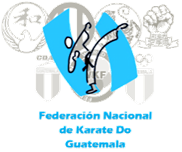 Federación Nacional
de Karate Do
Guatemala